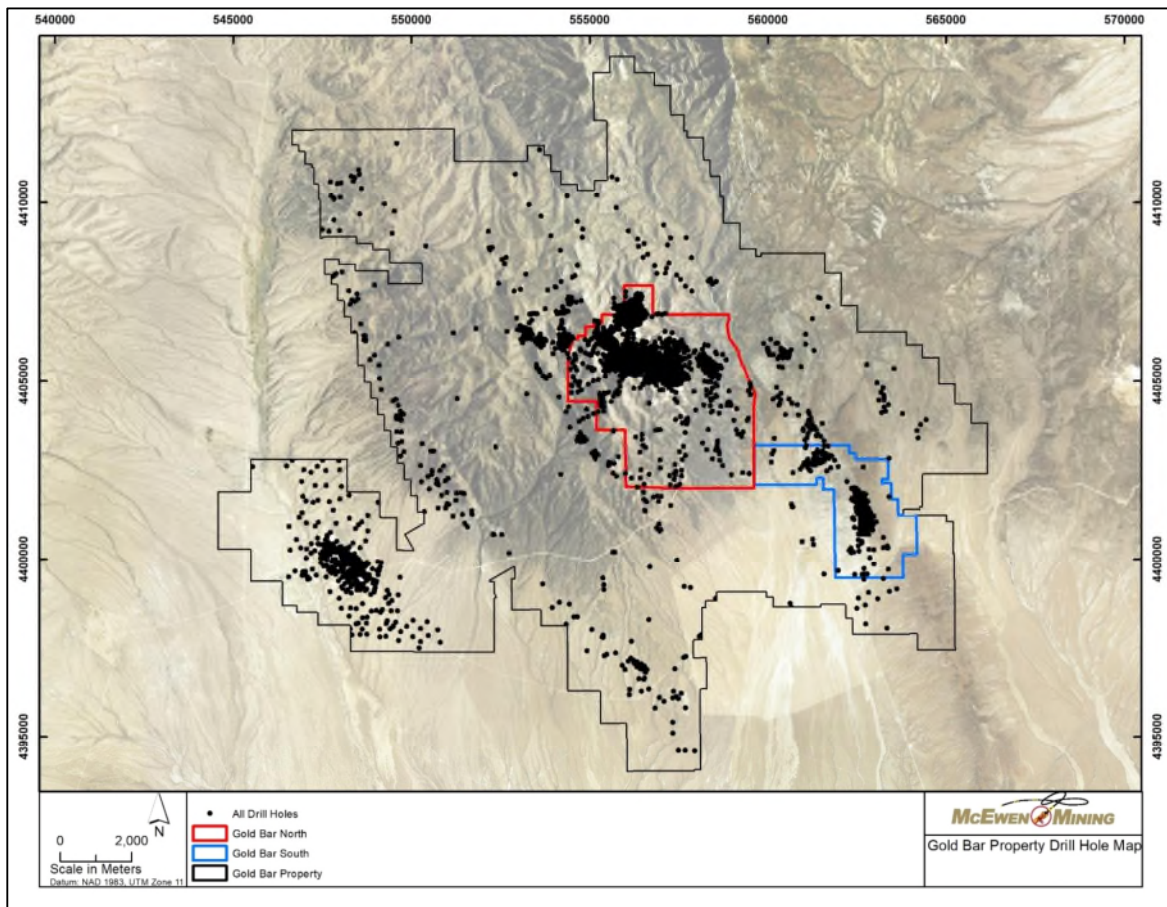 540000 545000 550000 555000 560000 565000 570000
4410000 4410000
4405000 4405000
4400000 4400000
4395000 4395000
N
0 2,000
Scale in Meters
Datum: NAD 1983, UTM Zone 11
All Drill Holes
Gold Bar North
Gold Bar South
Gold Bar Property
MCEWEN MINING
Gold Bar Property Drill Hole Map